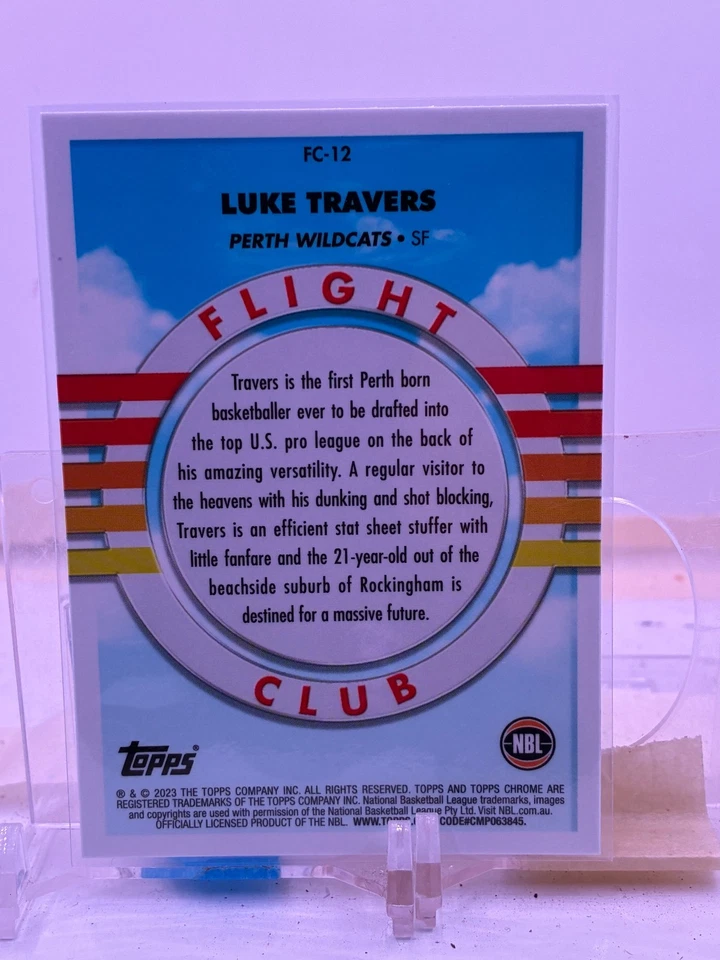 FC-12
LUKE TRAVERS
PERTH WILDCATS • SF
FLIGHT
Travers is the first Perth born
basketballer ever to be drafted into
the top U.S. pro league on the back of
his amazing versatility. A regular visitor to
the heavens with his dunking and shot blocking,
Travers is an efficient stat sheet stuffer with
little fanfare and the 21-year-old out of the
beachside suburb of Rockingham is
destined for a massive future.
CLUB
topps®
NBL
® & © 2023 THE TOPPS COMPANY INC. ALL RIGHTS RESERVED. TOPPS AND TOPPS CHROME ARE
REGISTERED TRADEMARKS OF THE TOPPS COMPANY INC. National Basketball League trademarks, images
and copyrights are used with permission of the National Basketball League Pty Ltd. Visit NBL.com.au.
OFFICIALLY LICENSED PRODUCT OF THE NBL. WWW.TOPPS. CODE#CMP063845.